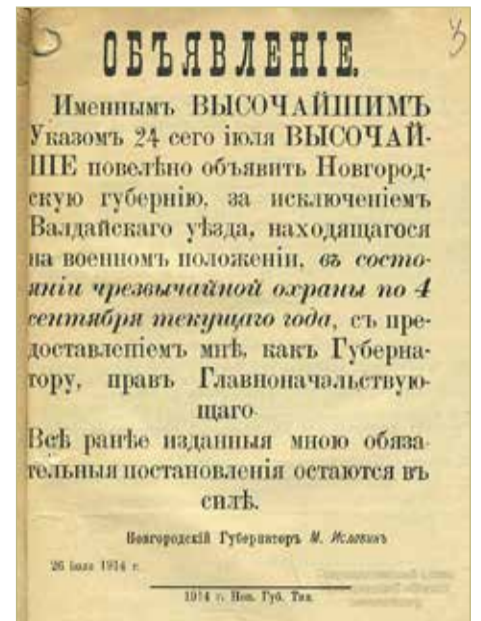 3
ОБЪЯВЛЕНІЕ.
Именнымъ ВЫСОЧАЙШИМЪ
Указомъ 24 сего іюля ВЫСОЧАЙ-
ШЕ повелѣно объявить Новгород-
скую губернію, за исключеніемъ
Валдайскаго уѣзда, находящагося
на военномъ положеніи, въ состо-
яніи чрезвычайной охраны по 4
сентября текущаго года, съ пре-
доставленіемъ мнѣ, какъ Губерна-
тору, правъ Главноначальствую-
щаго
Всѣ ранѣе изданныя мною обяза
тельныя постановленія остаются въ
силѣ.
Новгородскій Губернаторъ М. Иславинъ
26 іюля 1914 г.
1914 г. Нов. Губ. Тип.